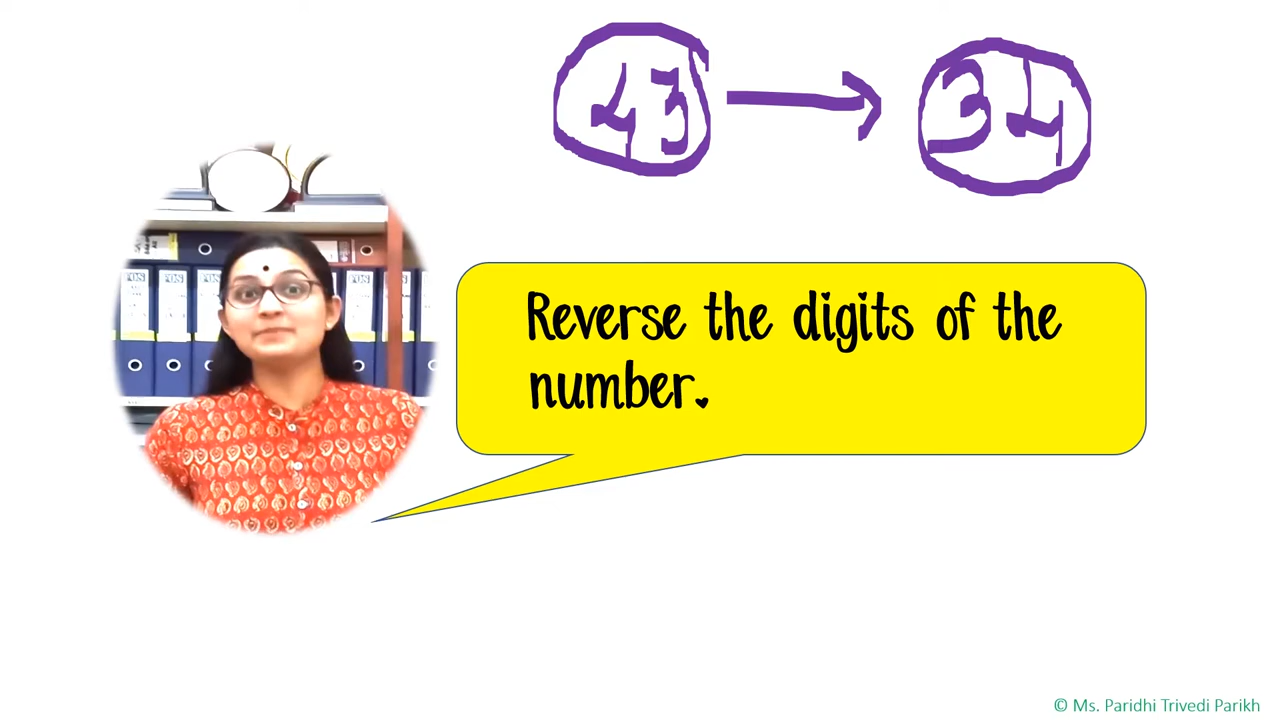 43 → 34
Reverse the digits of the
number.
© Ms. Paridhi Trivedi Parikh